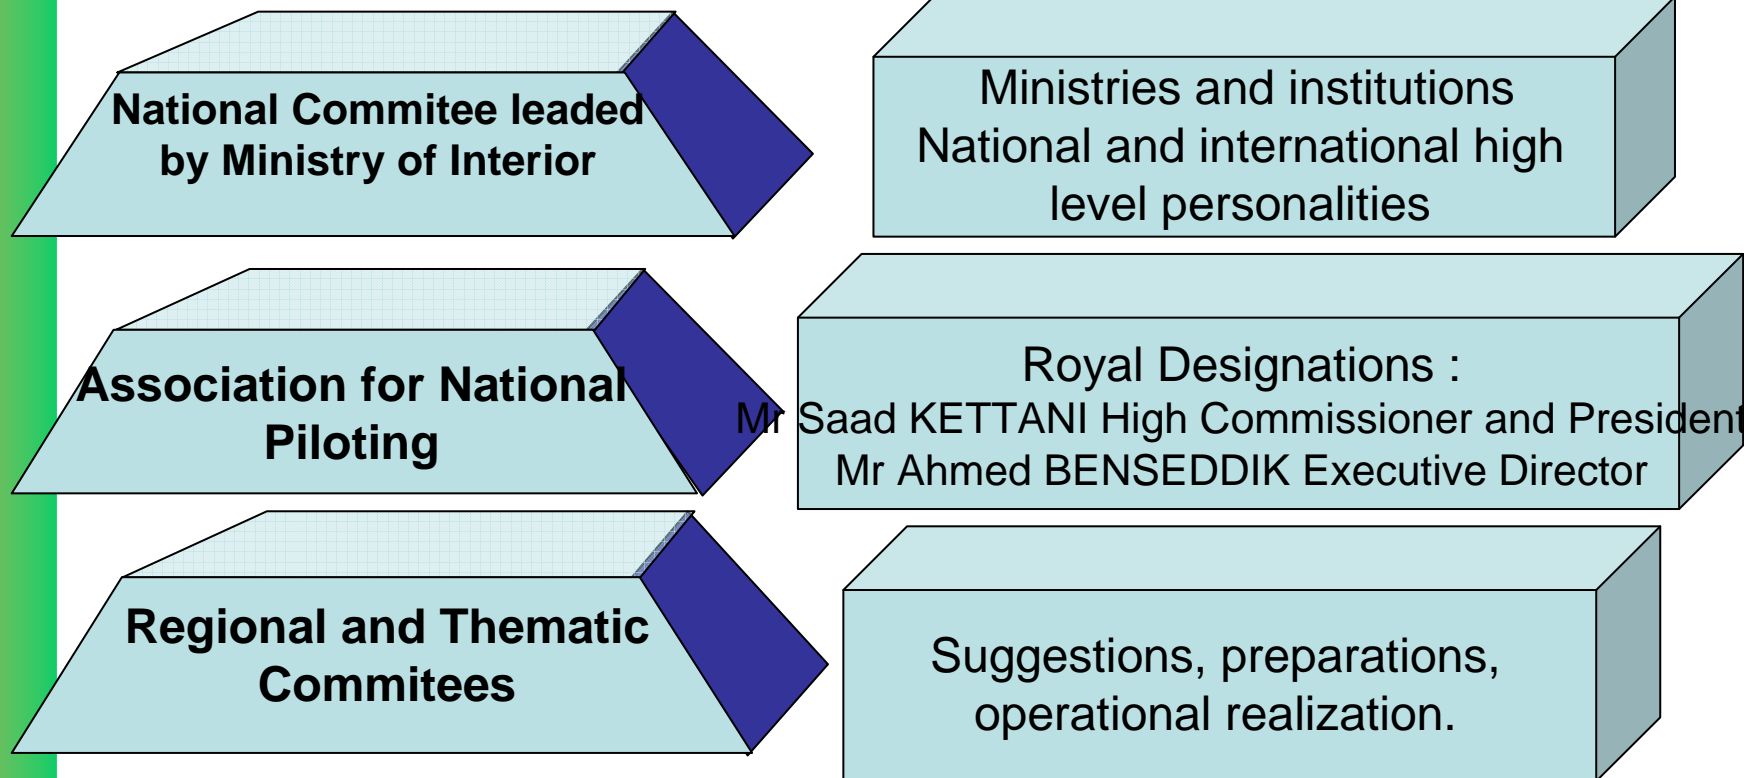 National Commitee leaded
by Ministry of Interior
Ministries and institutions
National and international high
level personalities
Association for National
Piloting
Royal Designations :
Mr Saad KETTANI High Commissioner and President
Mr Ahmed BENSEDDIK Executive Director
Regional and Thematic
Commitees
Suggestions, preparations,
operational realization.